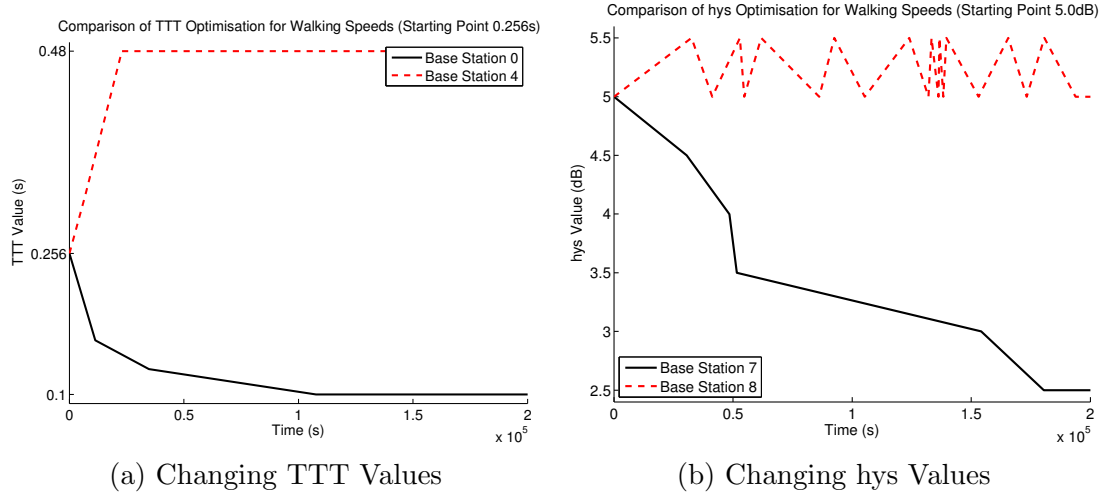 Comparison of TTT Optimisation for Walking Speeds (Starting Point 0.256s)
0.48
0.256
0.1
TTT Value (s)
Base Station 0
Base Station 4
0 0.5 1 1.5 2
Time (s)
x 10^5
(a) Changing TTT Values
Comparison of hys Optimisation for Walking Speeds (Starting Point 5.0dB)
5.5
5
4.5
4
3.5
3
2.5
hys Value (dB)
Base Station 7
Base Station 8
0 0.5 1 1.5 2
Time (s)
x 10^5
(b) Changing hys Values